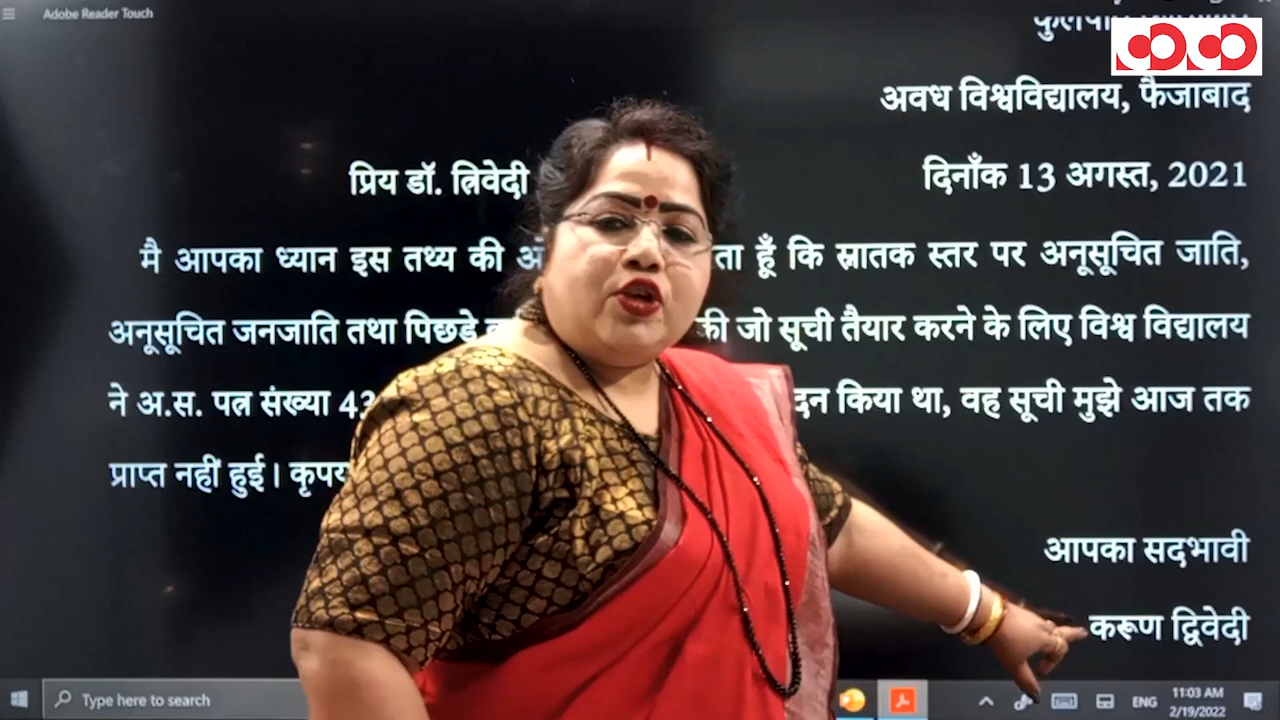 Adobe Reader Touch
अवध विश्वविद्यालय, फैजाबाद
प्रिय डॉ. त्रिवेदी दिनाँक 13 अगस्त, 2021
मै आपका ध्यान इस तथ्य की हूँ कि स्नातक स्तर पर अनूसूचित जाति,
अनूसूचित जनजाति तथा पिछडे की जो सूची तैयार करने के लिए विश्व विद्यालय
ने अ.स. पत्र संख्या किया था, वह सूची मुझे आज तक
प्राप्त नहीं हुई।
आपका सदभावी
करूण द्विवेदी
Type here to search ENG 11:03 AM
2/19/2022